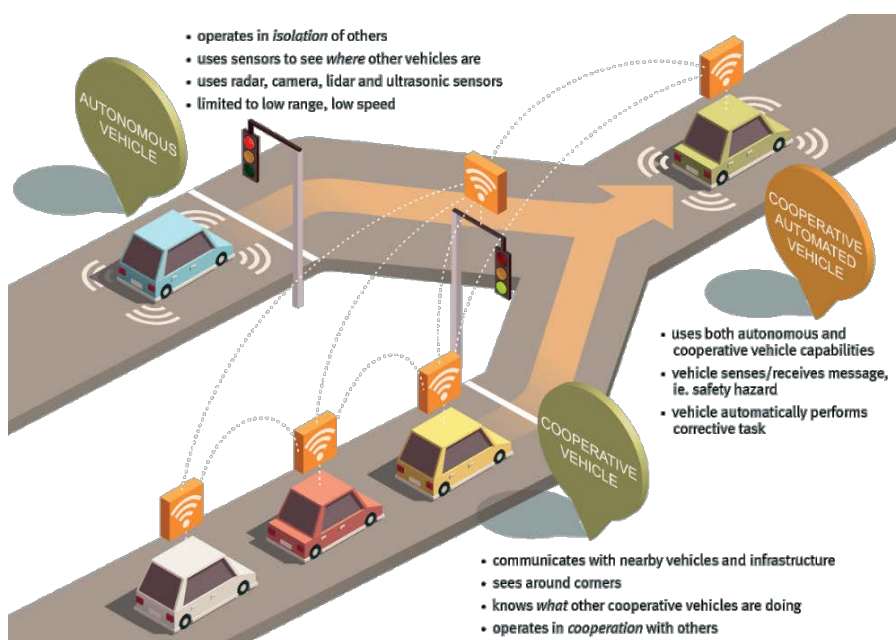 • operates in isolation of others
• uses sensors to see where other vehicles are
• uses radar, camera, lidar and ultrasonic sensors
• limited to low range, low speed
AUTONOMOUS
VEHICLE
COOPERATIVE
AUTOMATED
VEHICLE
• uses both autonomous and
cooperative vehicle capabilities
• vehicle senses/receives message,
ie. safety hazard
• vehicle automatically performs
corrective task
COOPERATIVE
VEHICLE
• communicates with nearby vehicles and infrastructure
• sees around corners
• knows what other cooperative vehicles are doing
• operates in cooperation with others